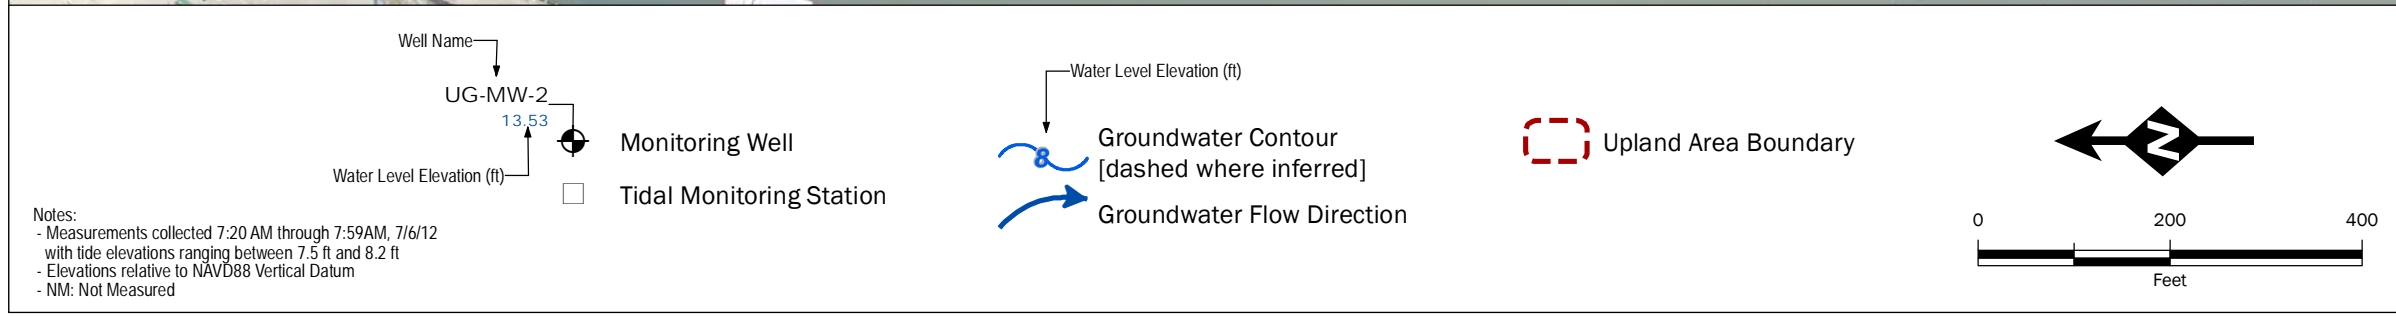 Well Name
UG-MW-2
13.53
Water Level Elevation (ft)
Monitoring Well
Tidal Monitoring Station
Notes:
- Measurements collected 7:20 AM through 7:59AM, 7/6/12
with tide elevations ranging between 7.5 ft and 8.2 ft
- Elevations relative to NAVD88 Vertical Datum
- NM: Not Measured
Water Level Elevation (ft)
8
Groundwater Contour
[dashed where inferred]
Groundwater Flow Direction
Upland Area Boundary
N
0 200 400
Feet